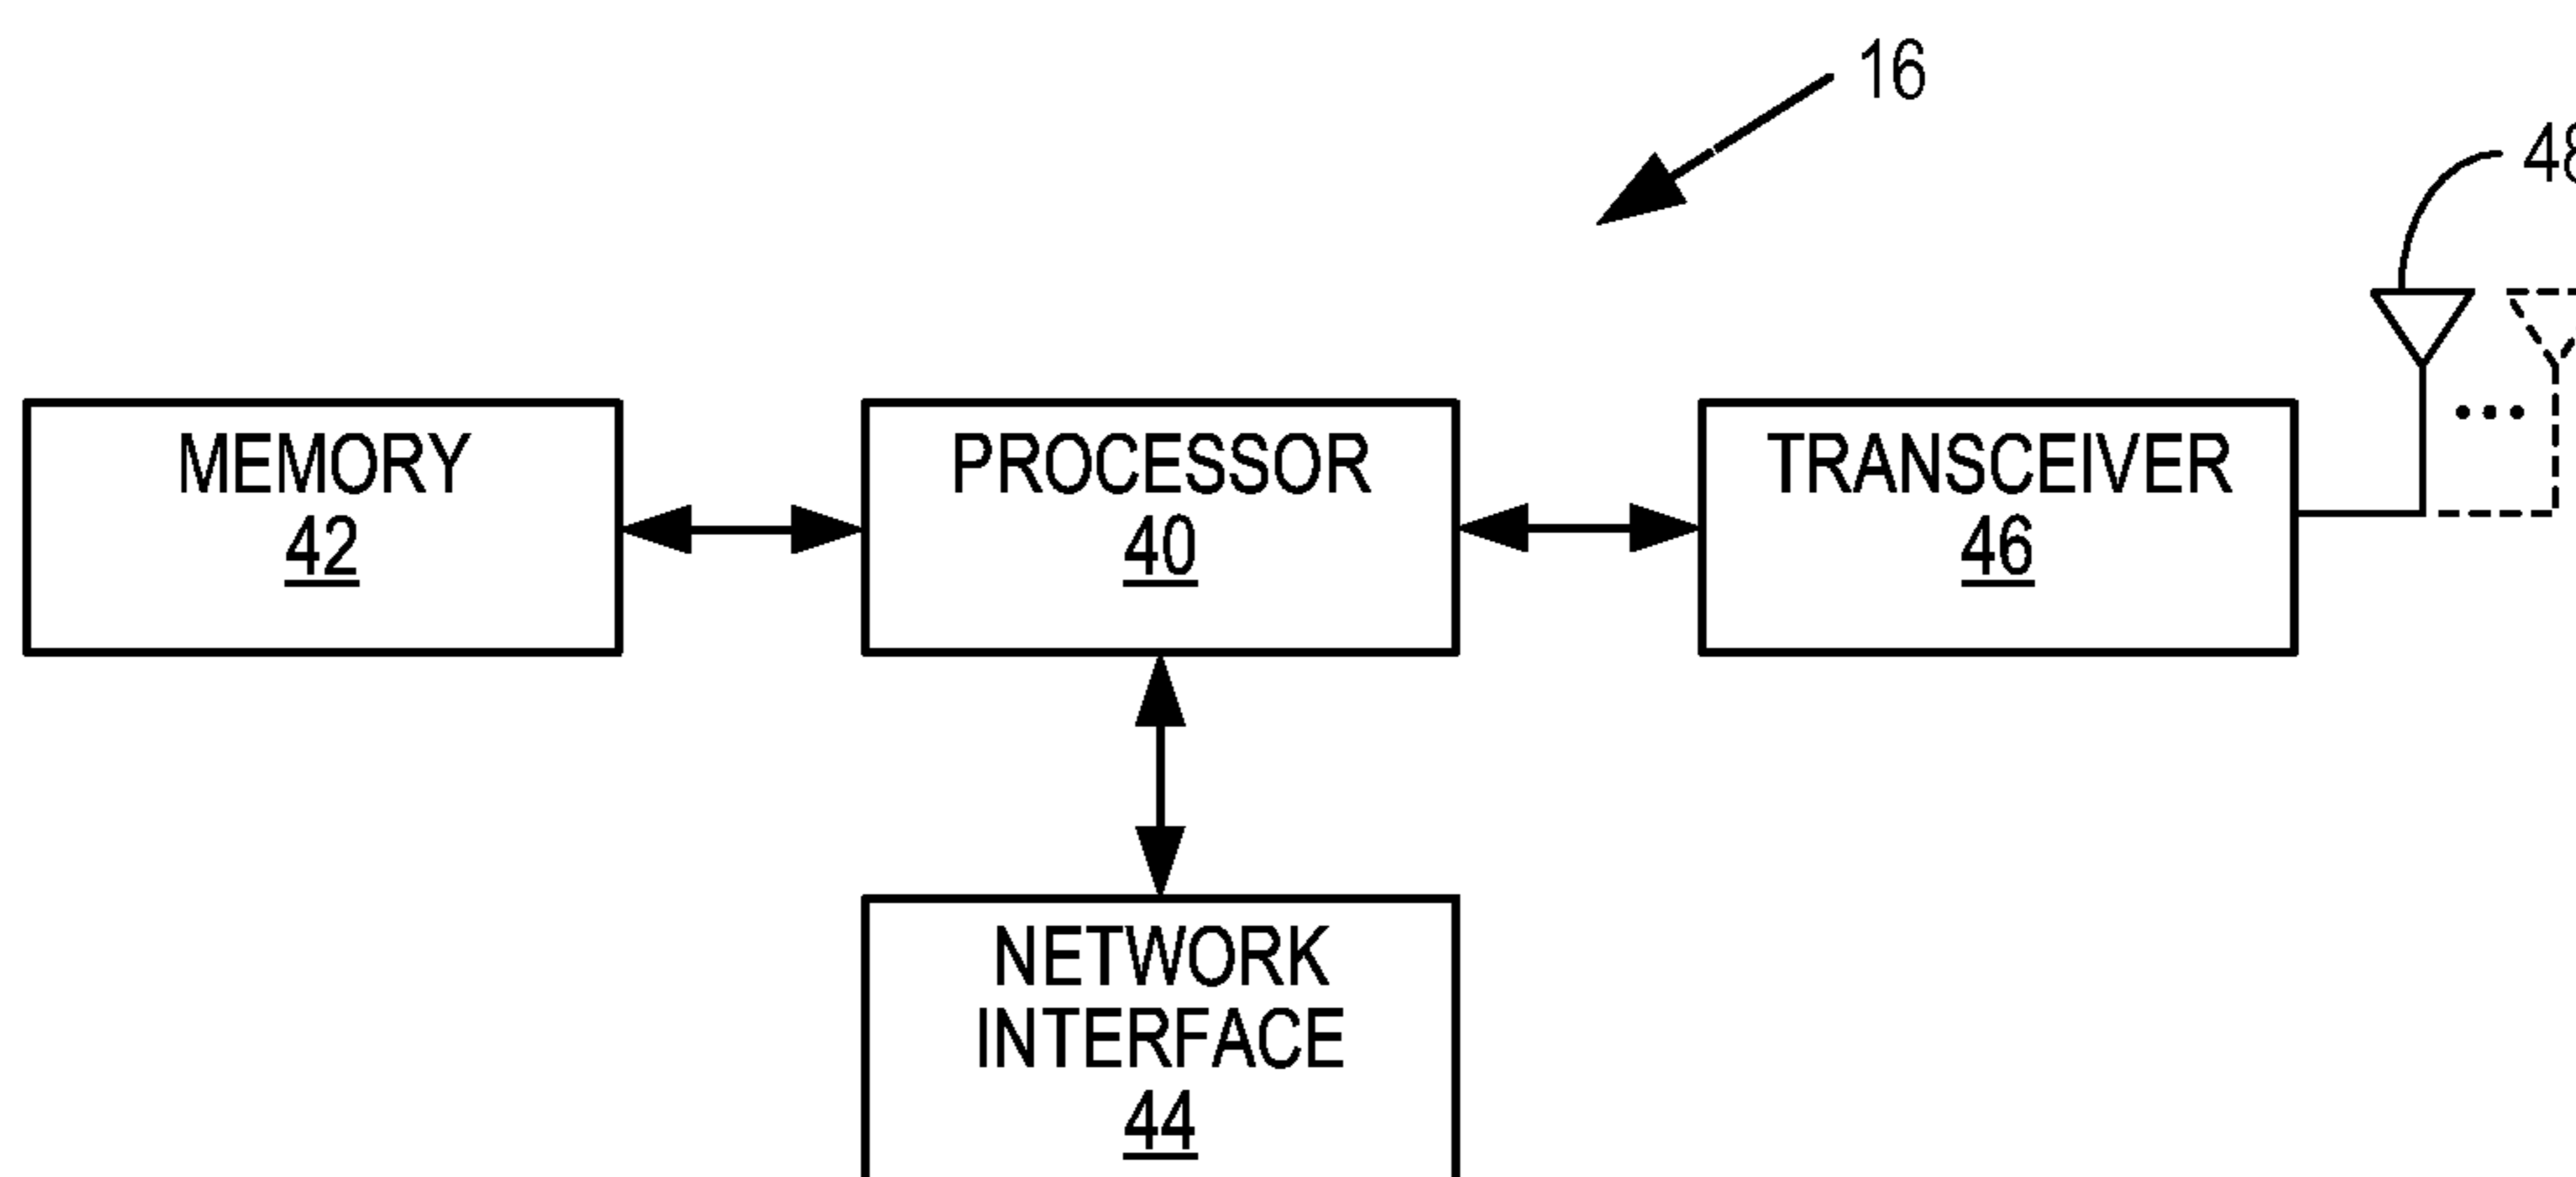 16
48
MEMORY
42
PROCESSOR
40
TRANSCEIVER
46
NETWORK
INTERFACE
44